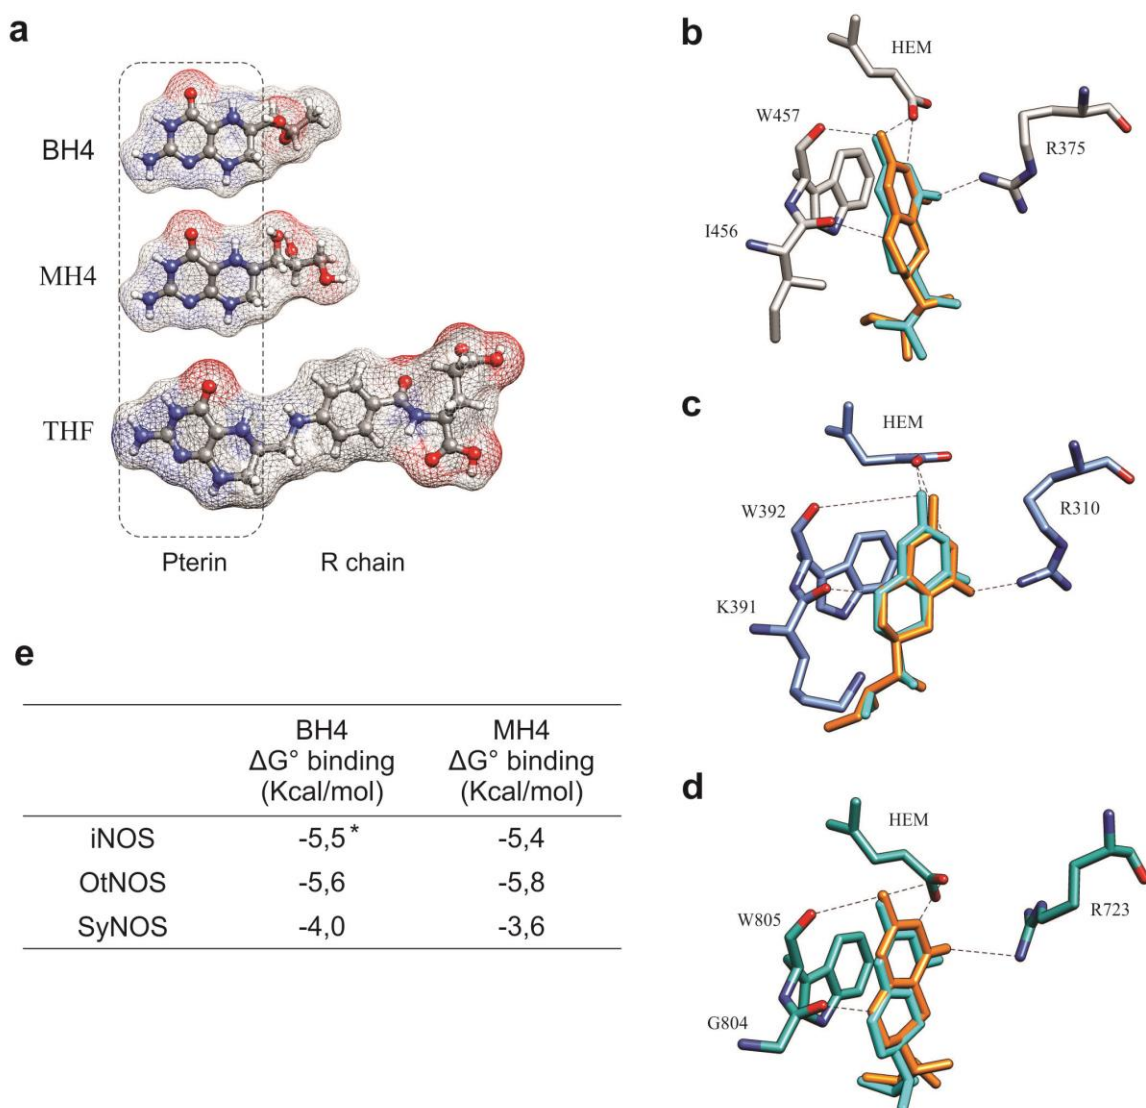 a
BH4
MH4
THF
Pterin R chain
b
HEM
W457
R375
I456
c
HEM
W392
R310
K391
d
HEM
W805
R723
G804
e
BH4 MH4
ΔG° binding ΔG° binding
(Kcal/mol) (Kcal/mol)
iNOS -5,5* -5,4
OtNOS -5,6 -5,8
SyNOS -4,0 -3,6